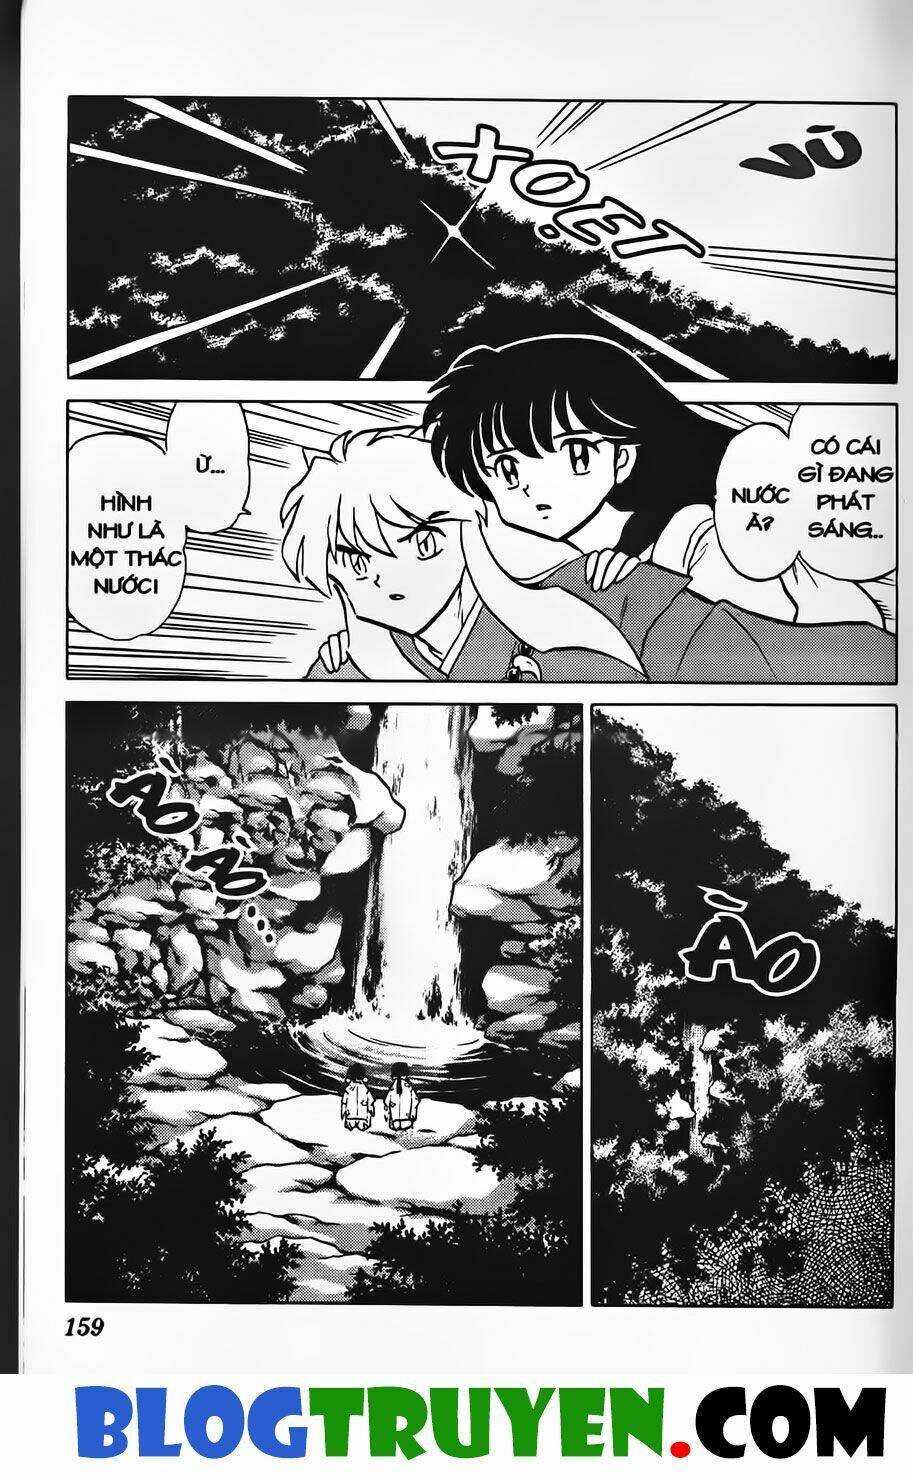 VÙ
XOẸT
CÓ CÁI
GÌ ĐANG
PHÁT
SÁNG...
NƯỚC
À?
Ừ...
HÌNH
NHƯ LÀ
MỘT THÁC
NƯỚC!
ÀO
ÀO
ÀO...
159
BLOGTRUYEN.COM